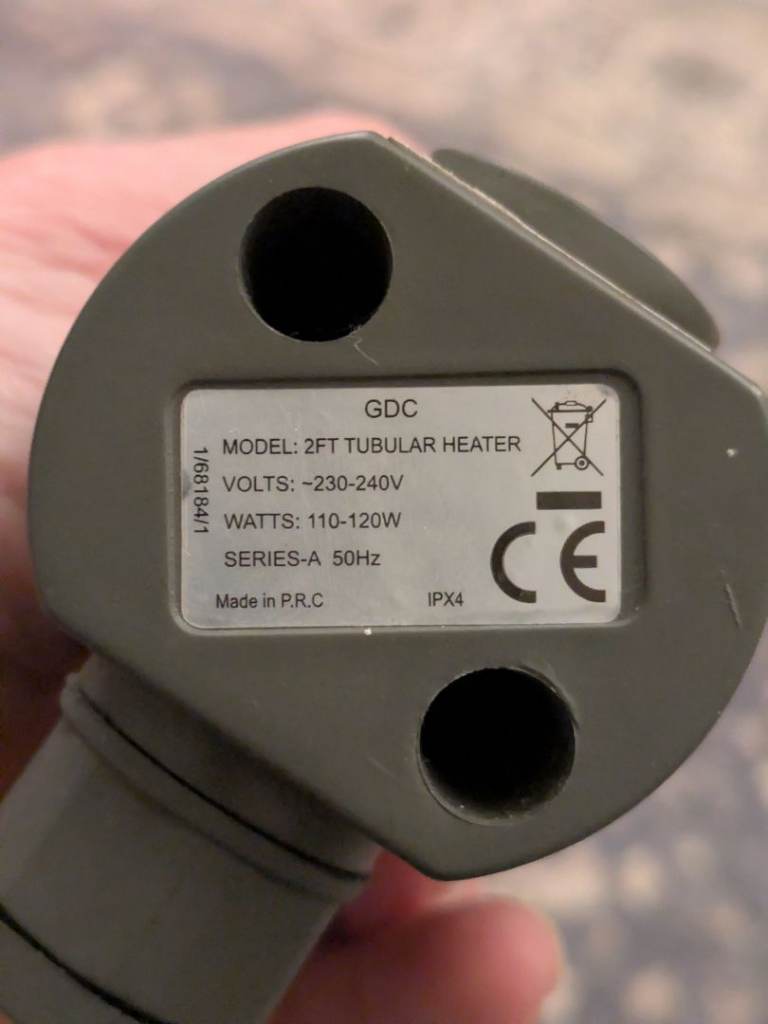 GDC
MODEL: 2FT TUBULAR HEATER
VOLTS: ~230-240V
WATTS: 110-120W
SERIES-A 50Hz
Made in P.R.C IPX4
CE
1/68184/1